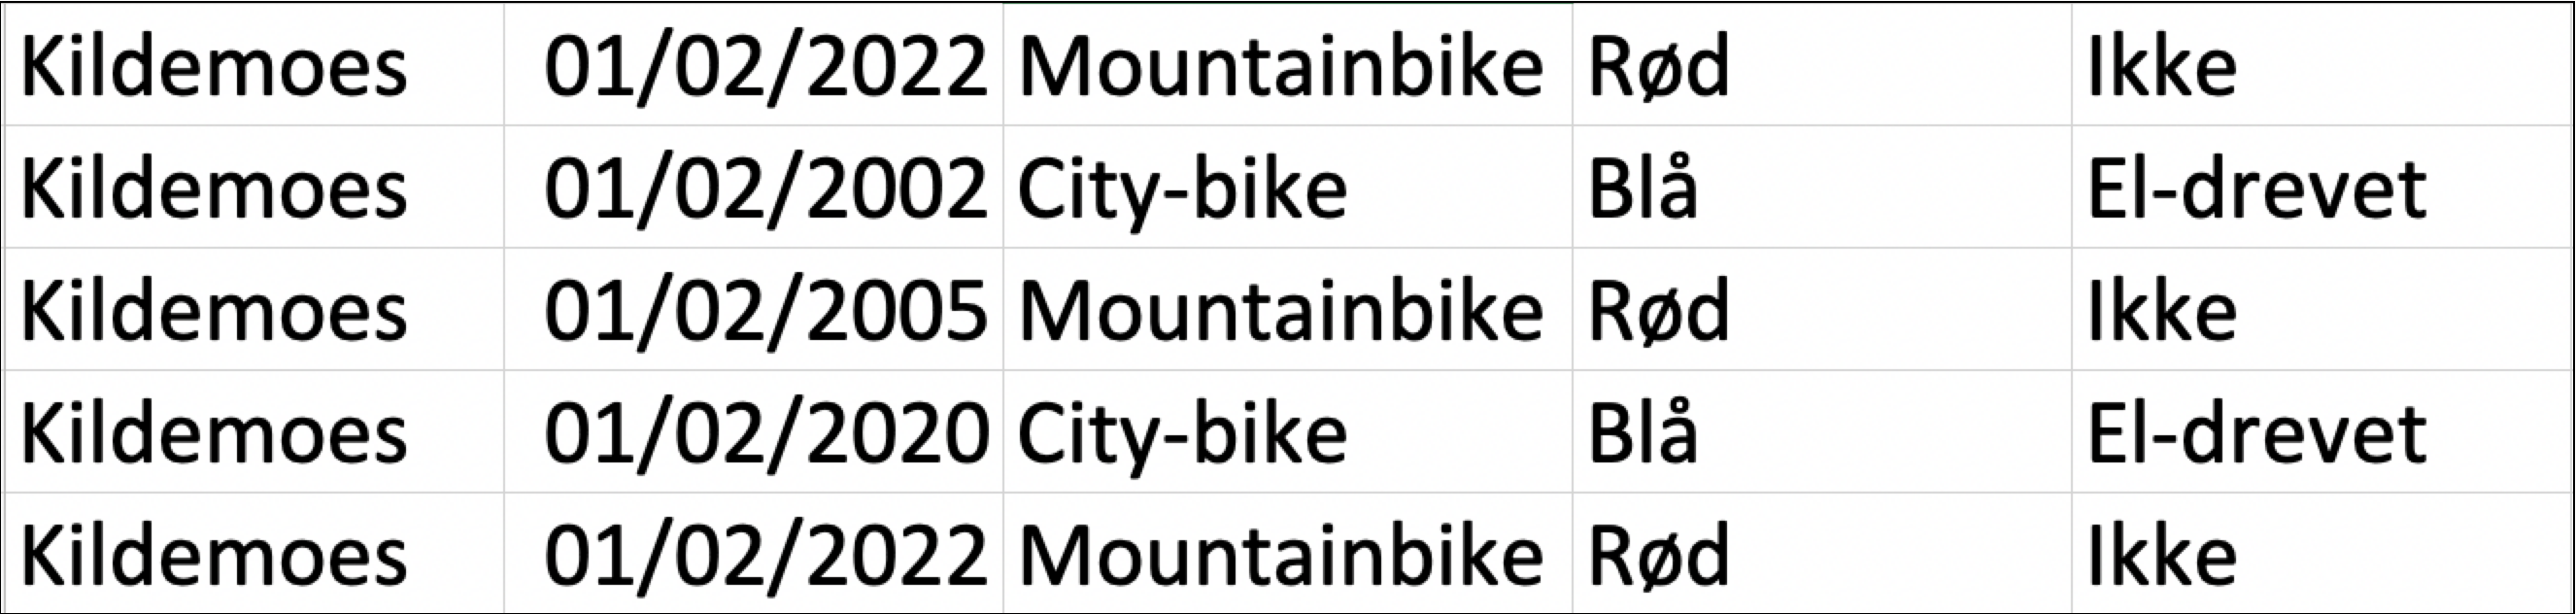 Kildemoes 01/02/2022 Mountainbike Rød Ikke
Kildemoes 01/02/2002 City-bike Blå El-drevet
Kildemoes 01/02/2005 Mountainbike Rød Ikke
Kildemoes 01/02/2020 City-bike Blå El-drevet
Kildemoes 01/02/2022 Mountainbike Rød Ikke